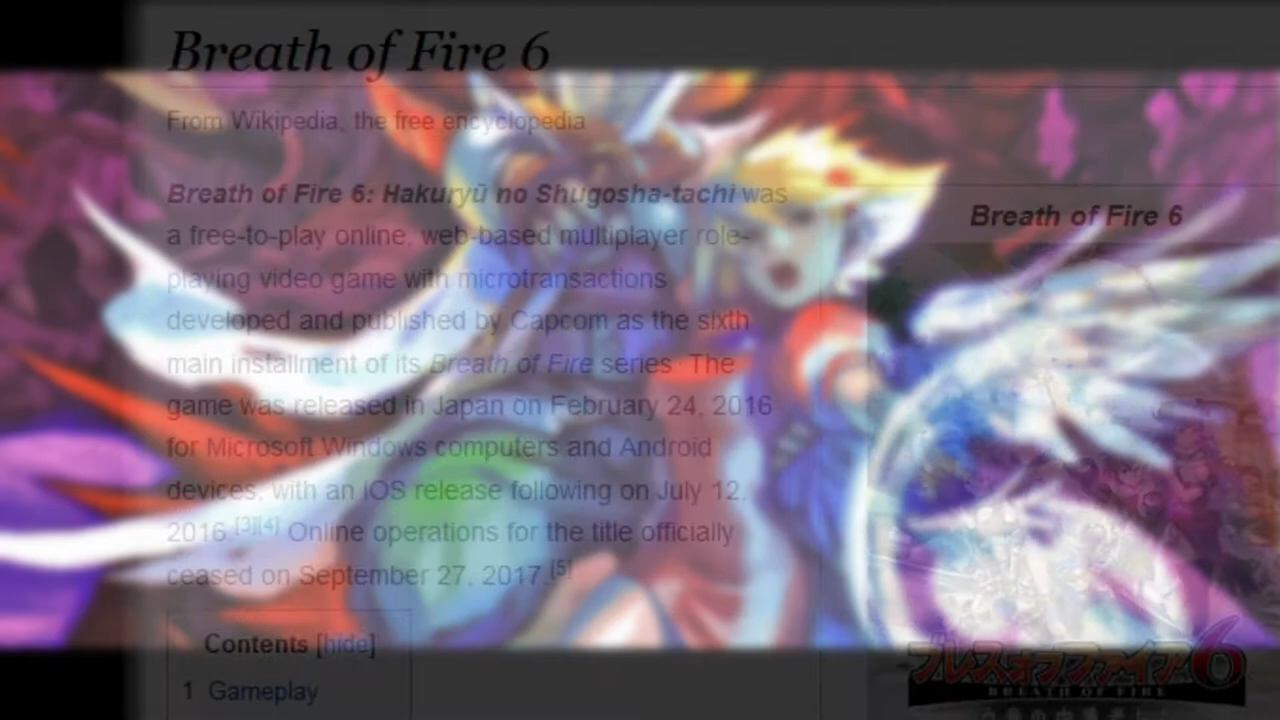 Breath of Fire 6
From Wikipedia, the free encyclopedia
Breath of Fire 6: Hakuryū no Shugosha-tachi was
a free-to-play online, web-based multiplayer role-
playing video game with microtransactions
developed and published by Capcom as the sixth
main installment of its Breath of Fire series. The
game was released in Japan on February 24, 2016
for Microsoft Windows computers and Android
devices, with an iOS release following on July 12,
2016.[3][4] Online operations for the title officially
ceased on September 27, 2017.[5]
Contents [hide]
1 Gameplay
Breath of Fire 6
ブレスオブファイア6
BREATH OF FIRE